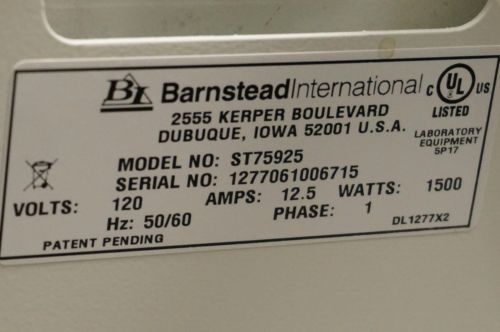 BI BarnsteadInternational
2555 KERPER BOULEVARD
DUBUQUE, IOWA 52001 U.S.A.
C UL US
LISTED
LABORATORY
EQUIPMENT
5P17
MODEL NO: ST75925
SERIAL NO: 1277061006715
VOLTS: 120 AMPS: 12.5 WATTS: 1500
Hz: 50/60 PHASE: 1
PATENT PENDING
DL1277X2